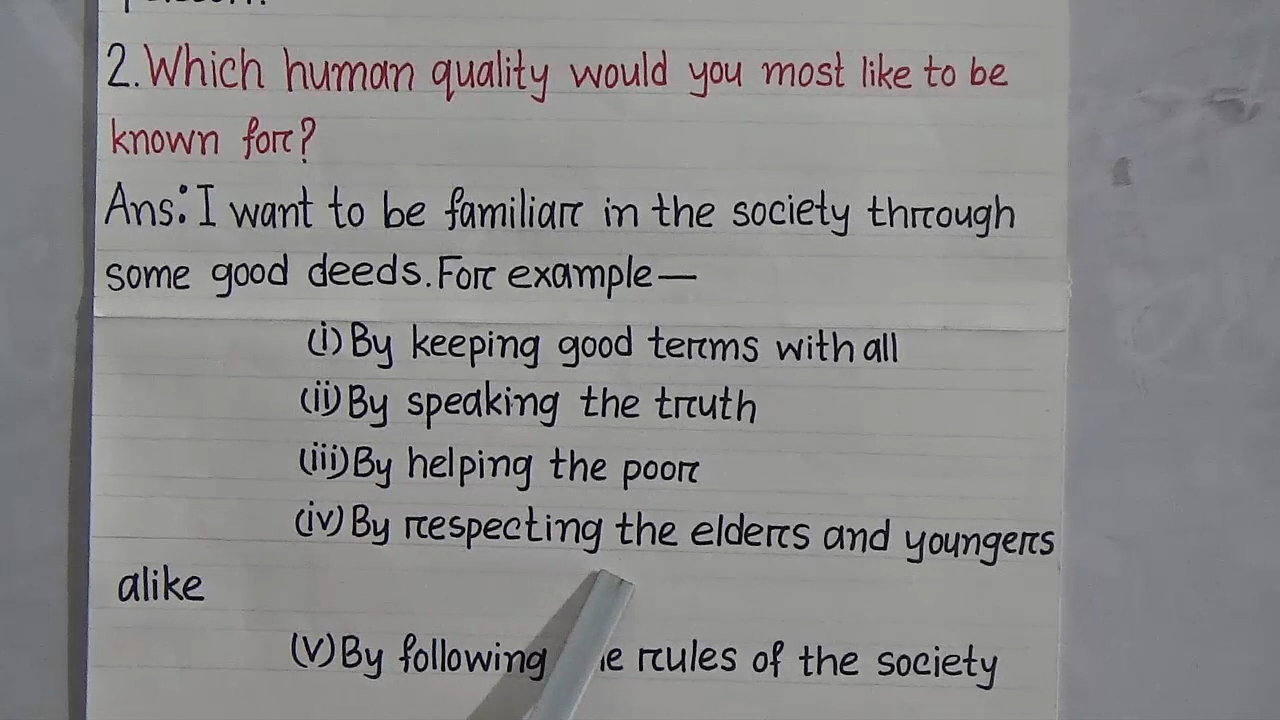 2. Which human quality would you most like to be
known for?
Ans: I want to be familiar in the society through
some good deeds. For example—
(i) By keeping good terms with all
(ii) By speaking the truth
(iii) By helping the poor
(iv) By respecting the elders and youngers
alike
(v) By following rules of the society